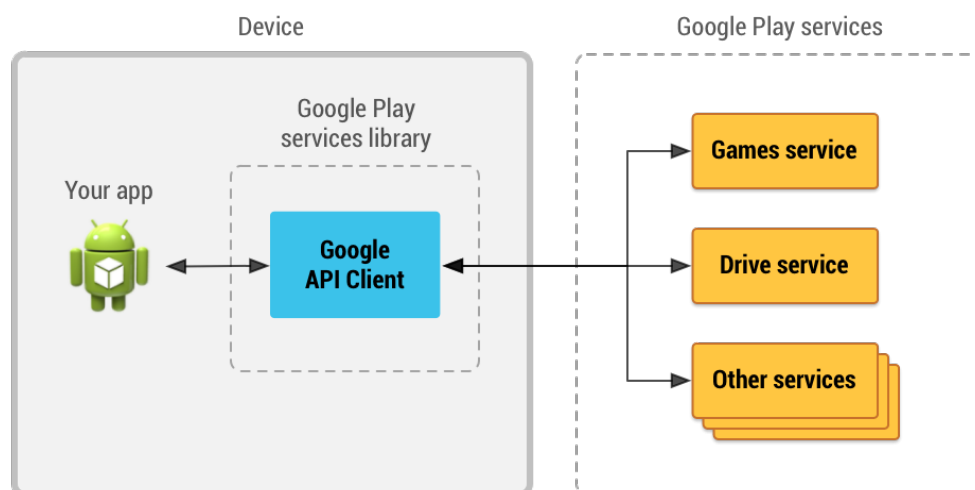 Device
Google Play services
Google Play
services library
Your app
Google
API Client
Games service
Drive service
Other services